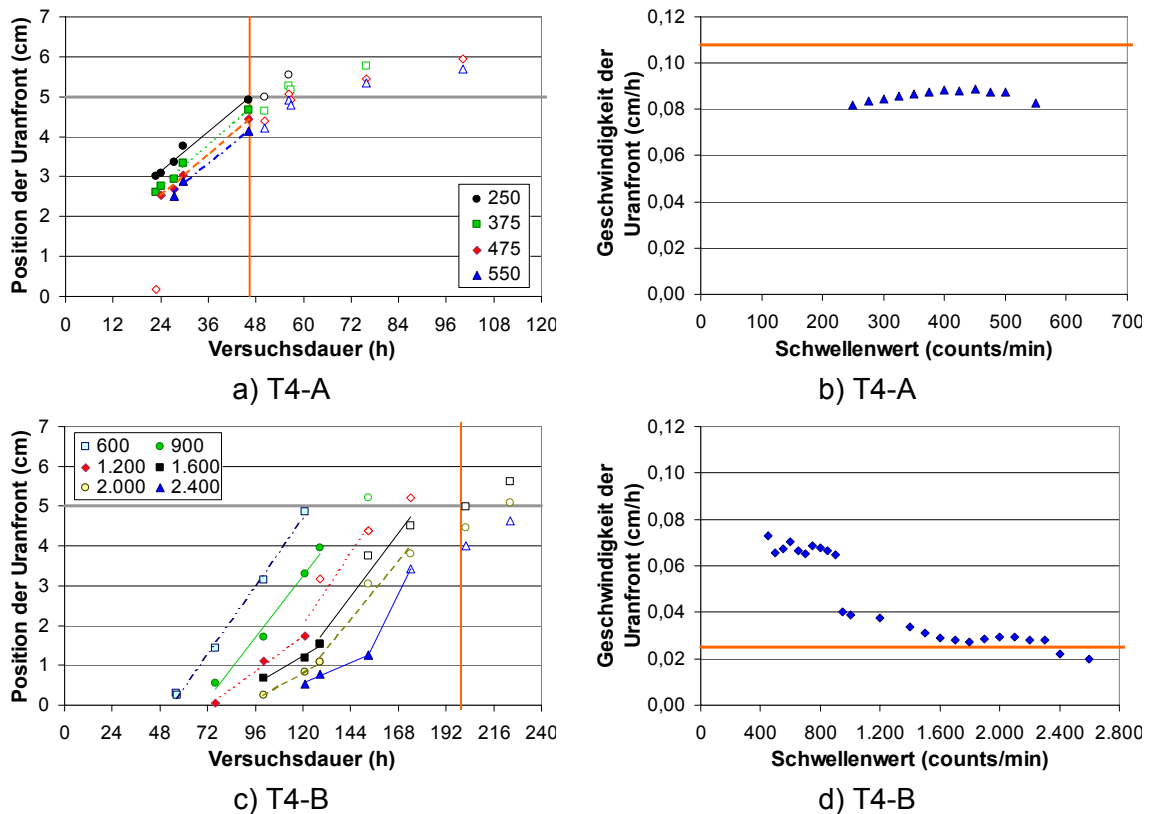 Position der Uranfront (cm)
7
6
5
4
3
2
1
0
250
375
475
550
0 12 24 36 48 60 72 84 96 108 120
Versuchsdauer (h)
a) T4-A
Geschwindigkeit der
Uranfront (cm/h)
0,12
0,10
0,08
0,06
0,04
0,02
0,00
0 100 200 300 400 500 600 700
Schwellenwert (counts/min)
b) T4-A
Position der Uranfront (cm)
7
6
5
4
3
2
1
0
600 900
1.200 1.600
2.000 2.400
0 24 48 72 96 120 144 168 192 216 240
Versuchsdauer (h)
c) T4-B
Geschwindigkeit der
Uranfront (cm/h)
0,12
0,10
0,08
0,06
0,04
0,02
0,00
0 400 800 1.200 1.600 2.000 2.400 2.800
Schwellenwert (counts/min)
d) T4-B